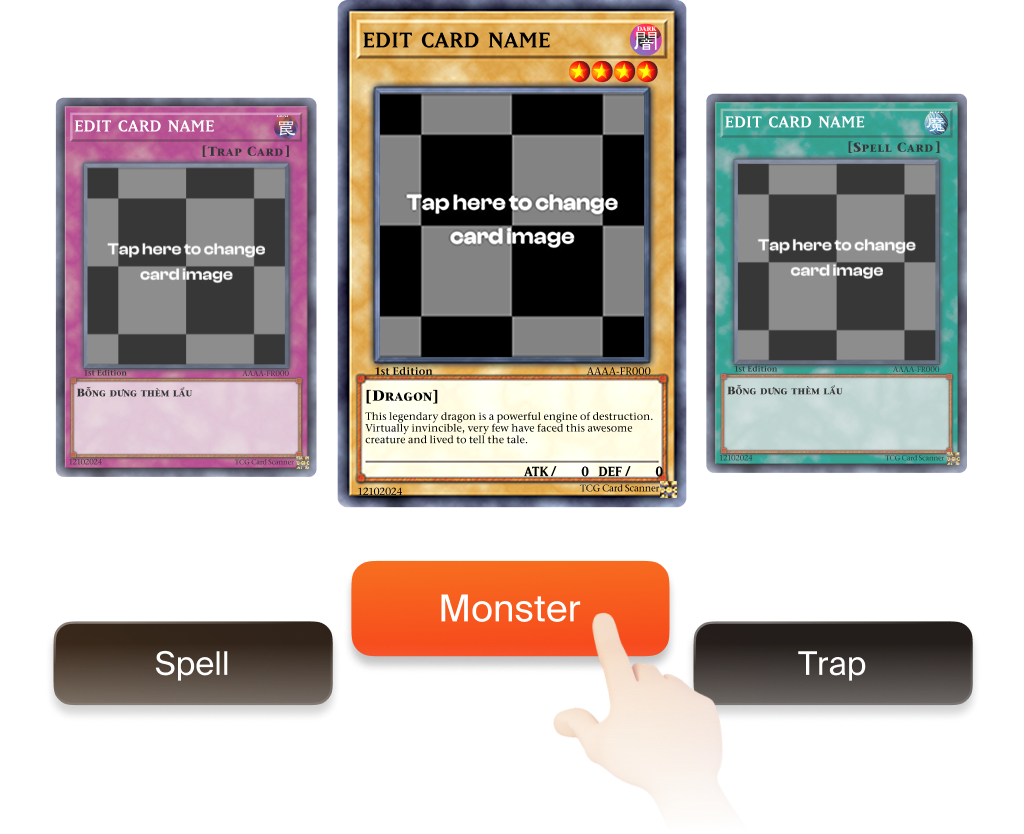 EDIT CARD NAME
[TRAP CARD]
Tap here to change
card image
1st Edition AAAA-FR000
BỖNG DƯNG THÈM LẨU
12102024 TCG Card Scanner
EDIT CARD NAME
DARK
闇
Tap here to change
card image
1st Edition AAAA-FR000
[DRAGON]
This legendary dragon is a powerful engine of destruction.
Virtually invincible, very few have faced this awesome
creature and lived to tell the tale.
ATK / 0 DEF / 0
12102024 TCG Card Scanner
EDIT CARD NAME
魔
[SPELL CARD]
Tap here to change
card image
1st Edition AAAA-FR000
BỖNG DƯNG THÈM LẨU
12102024 TCG Card Scanner
Monster
Spell
Trap